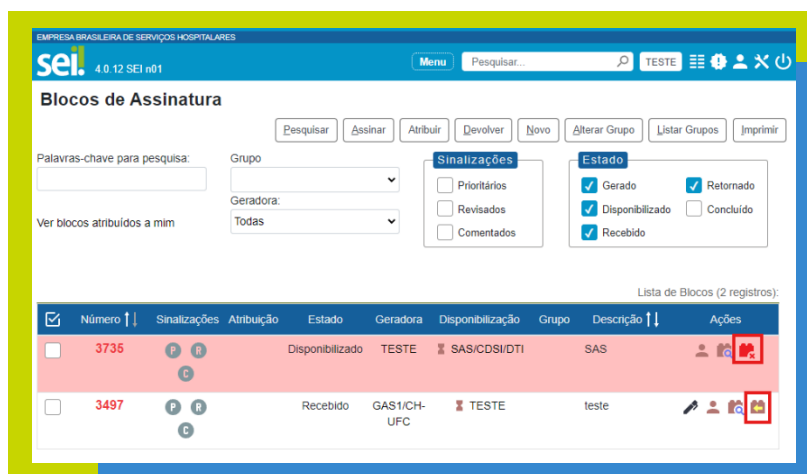 EMPRESA BRASILEIRA DE SERVIÇOS HOSPITALARES
sei! 4.0.12 SEI n01
Menu Pesquisar... TESTE
Blocos de Assinatura
Pesquisar Assinar Atribuir Devolver Novo Alterar Grupo Listar Grupos Imprimir
Palavras-chave para pesquisa: Grupo Sinalizações Estado
Prioritários Gerado Retornado
Geradora:
Revisados Disponibilizado Concluído
Ver blocos atribuídos a mim Todas
Comentados Recebido
Lista de Blocos (2 registros):
Número Sinalizações Atribuição Estado Geradora Disponibilização Grupo Descrição Ações
3735 P R Disponibilizado TESTE SAS/CDSI/DTI SAS
C
3497 P R Recebido GAS1/CH- TESTE teste
UFC
C